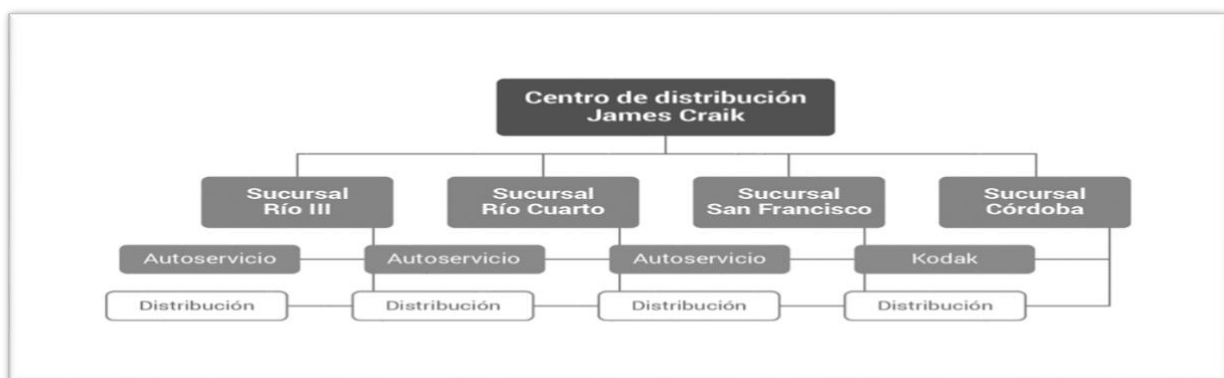 Centro de distribución
James Craik
Sucursal
Río III
Sucursal
Río Cuarto
Sucursal
San Francisco
Sucursal
Córdoba
Autoservicio
Autoservicio
Autoservicio
Kodak
Distribución
Distribución
Distribución
Distribución